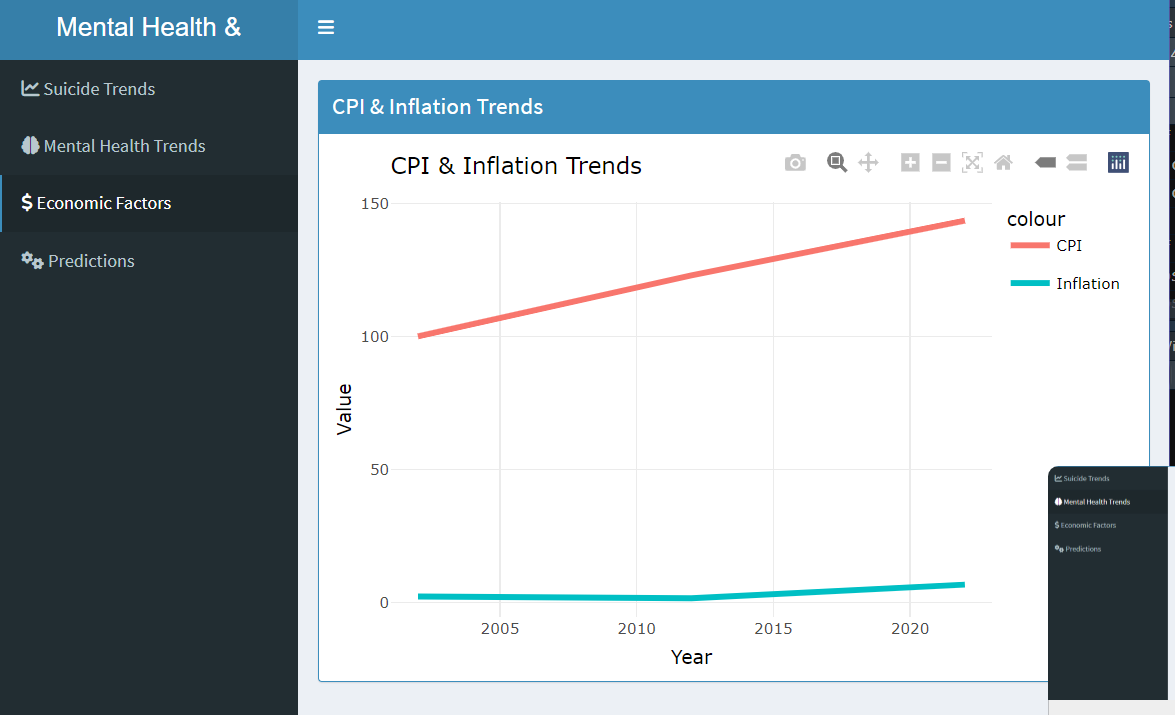 Mental Health &
Suicide Trends
Mental Health Trends
Economic Factors
Predictions
CPI & Inflation Trends
CPI & Inflation Trends
150
100
50
0
Value
2005
2010
2015
2020
Year
colour
CPI
Inflation
Suicide Trends
Mental Health Trends
Economic Factors
Predictions